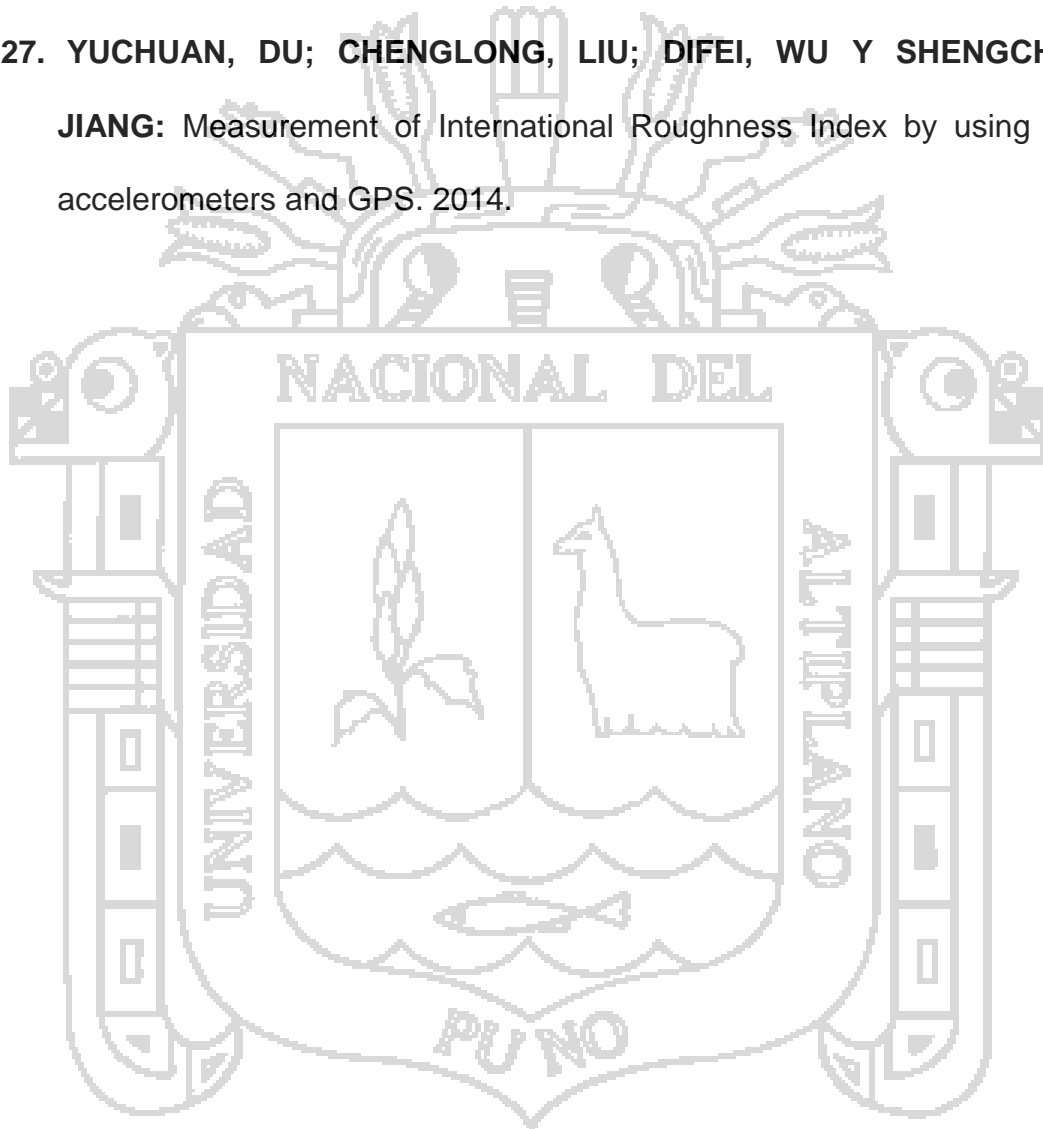 27. YUCHUAN, DU; CHENGLONG, LIU; DIFEI, WU Y SHENGCH
JIANG: Measurement of International Roughness Index by using
accelerometers and GPS. 2014.
NACIONAL DEL
UNIVERSIDAD
ALTIPLANO
PUNO